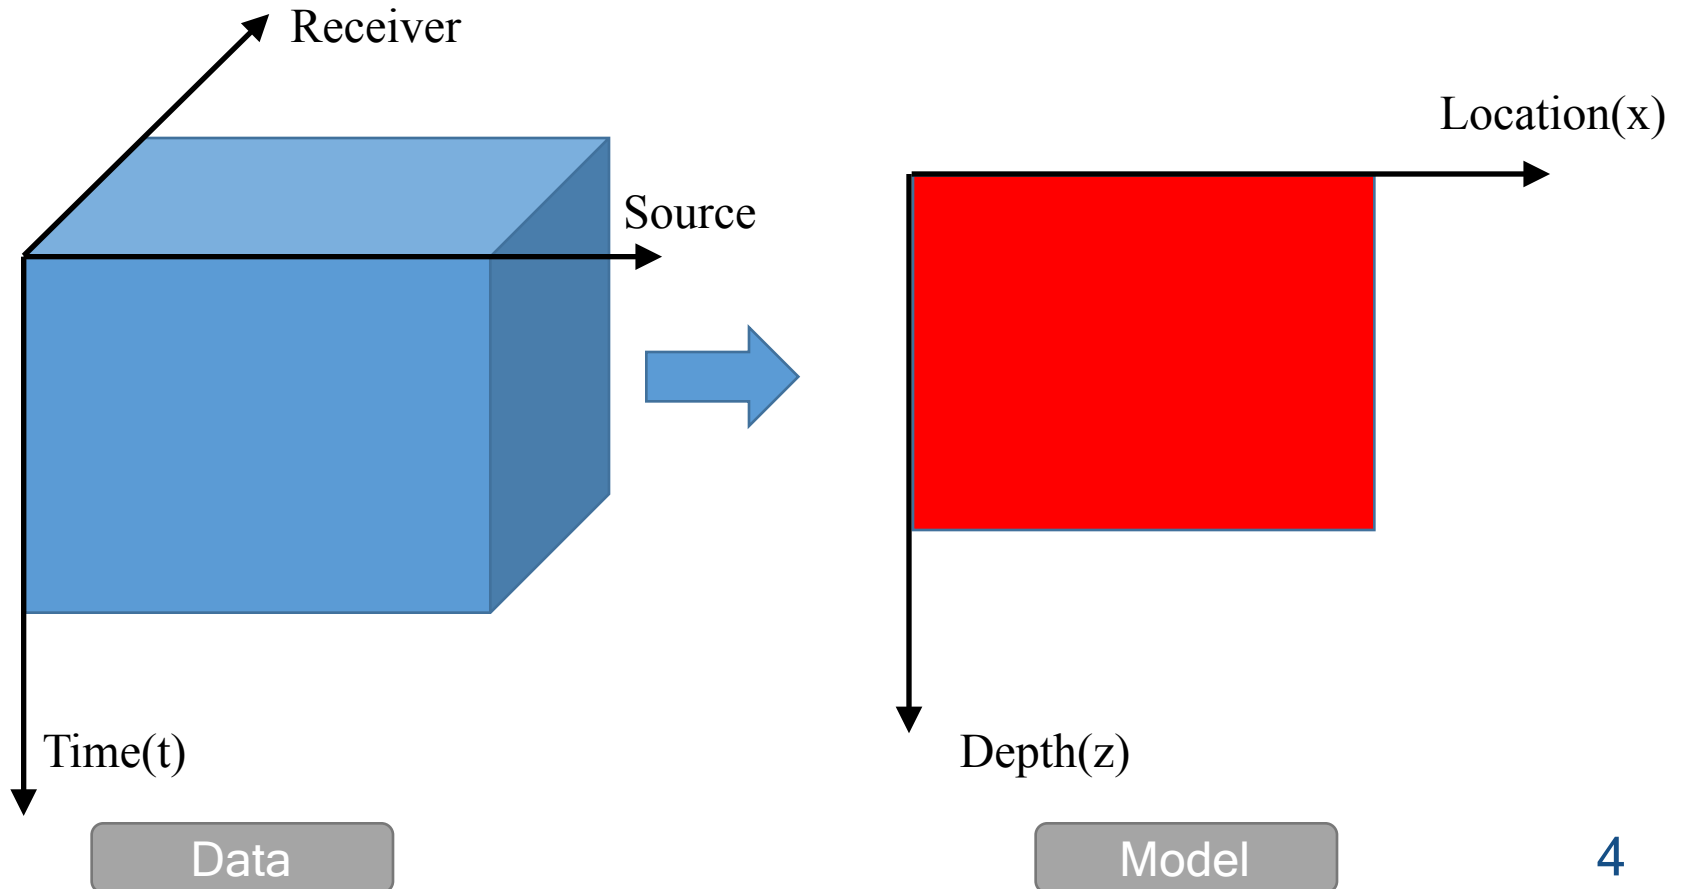 Receiver
Location(x)
Source
Time(t)
Depth(z)
Data
Model
4